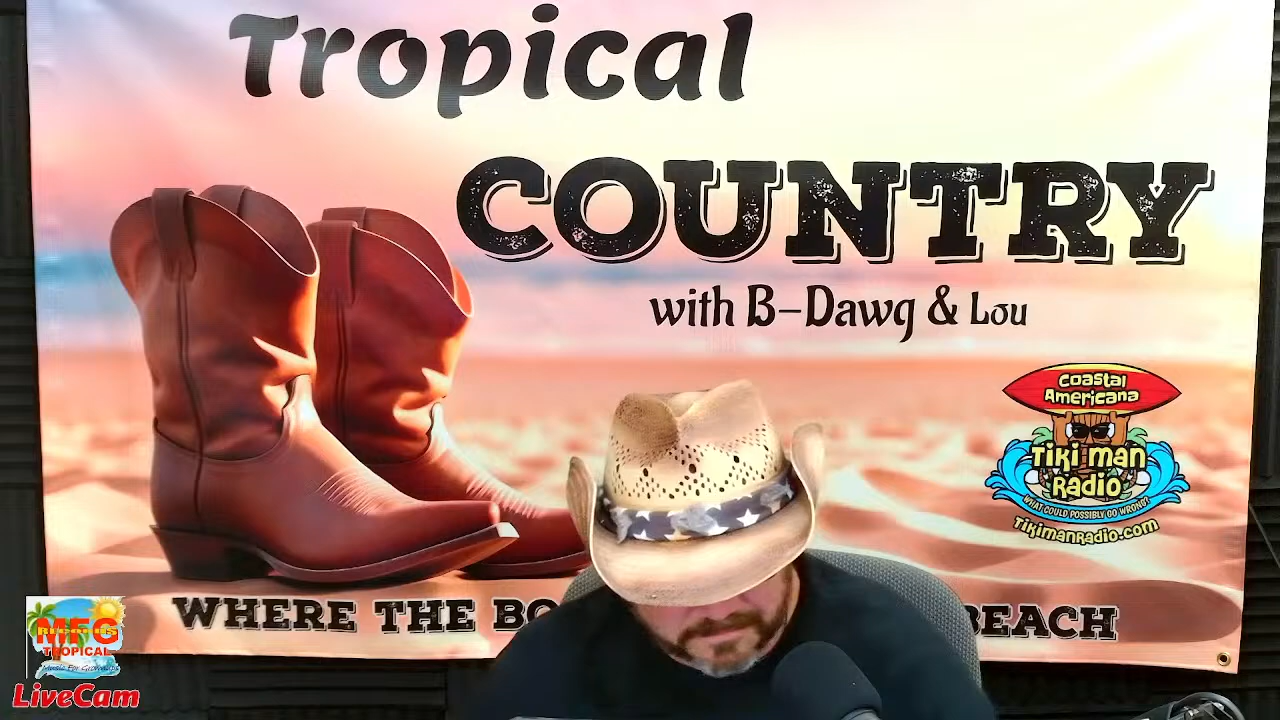 Tropical
COUNTRY
with B-Dawg & Lou
Coastal
Americana
Tiki Man
Radio
WHAT COULD POSSIBLY GO WRONG?
TikimanRadio.com
WHERE THE BO
BEACH
TROPICAL
LiveCam